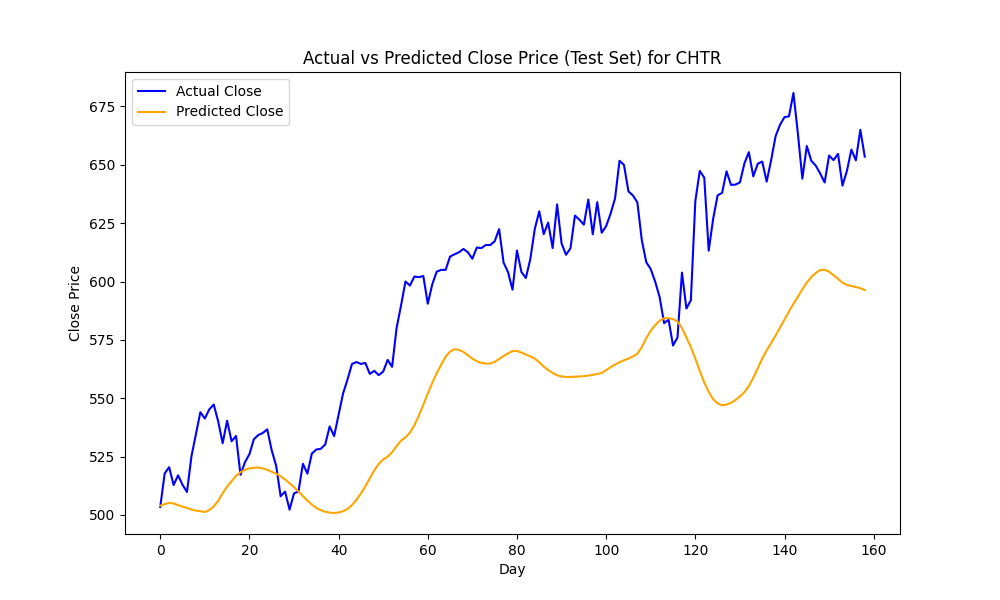 Actual vs Predicted Close Price (Test Set) for CHTR
Actual Close
Predicted Close
Close Price
675
650
625
600
575
550
525
500
0 20 40 60 80 100 120 140 160
Day